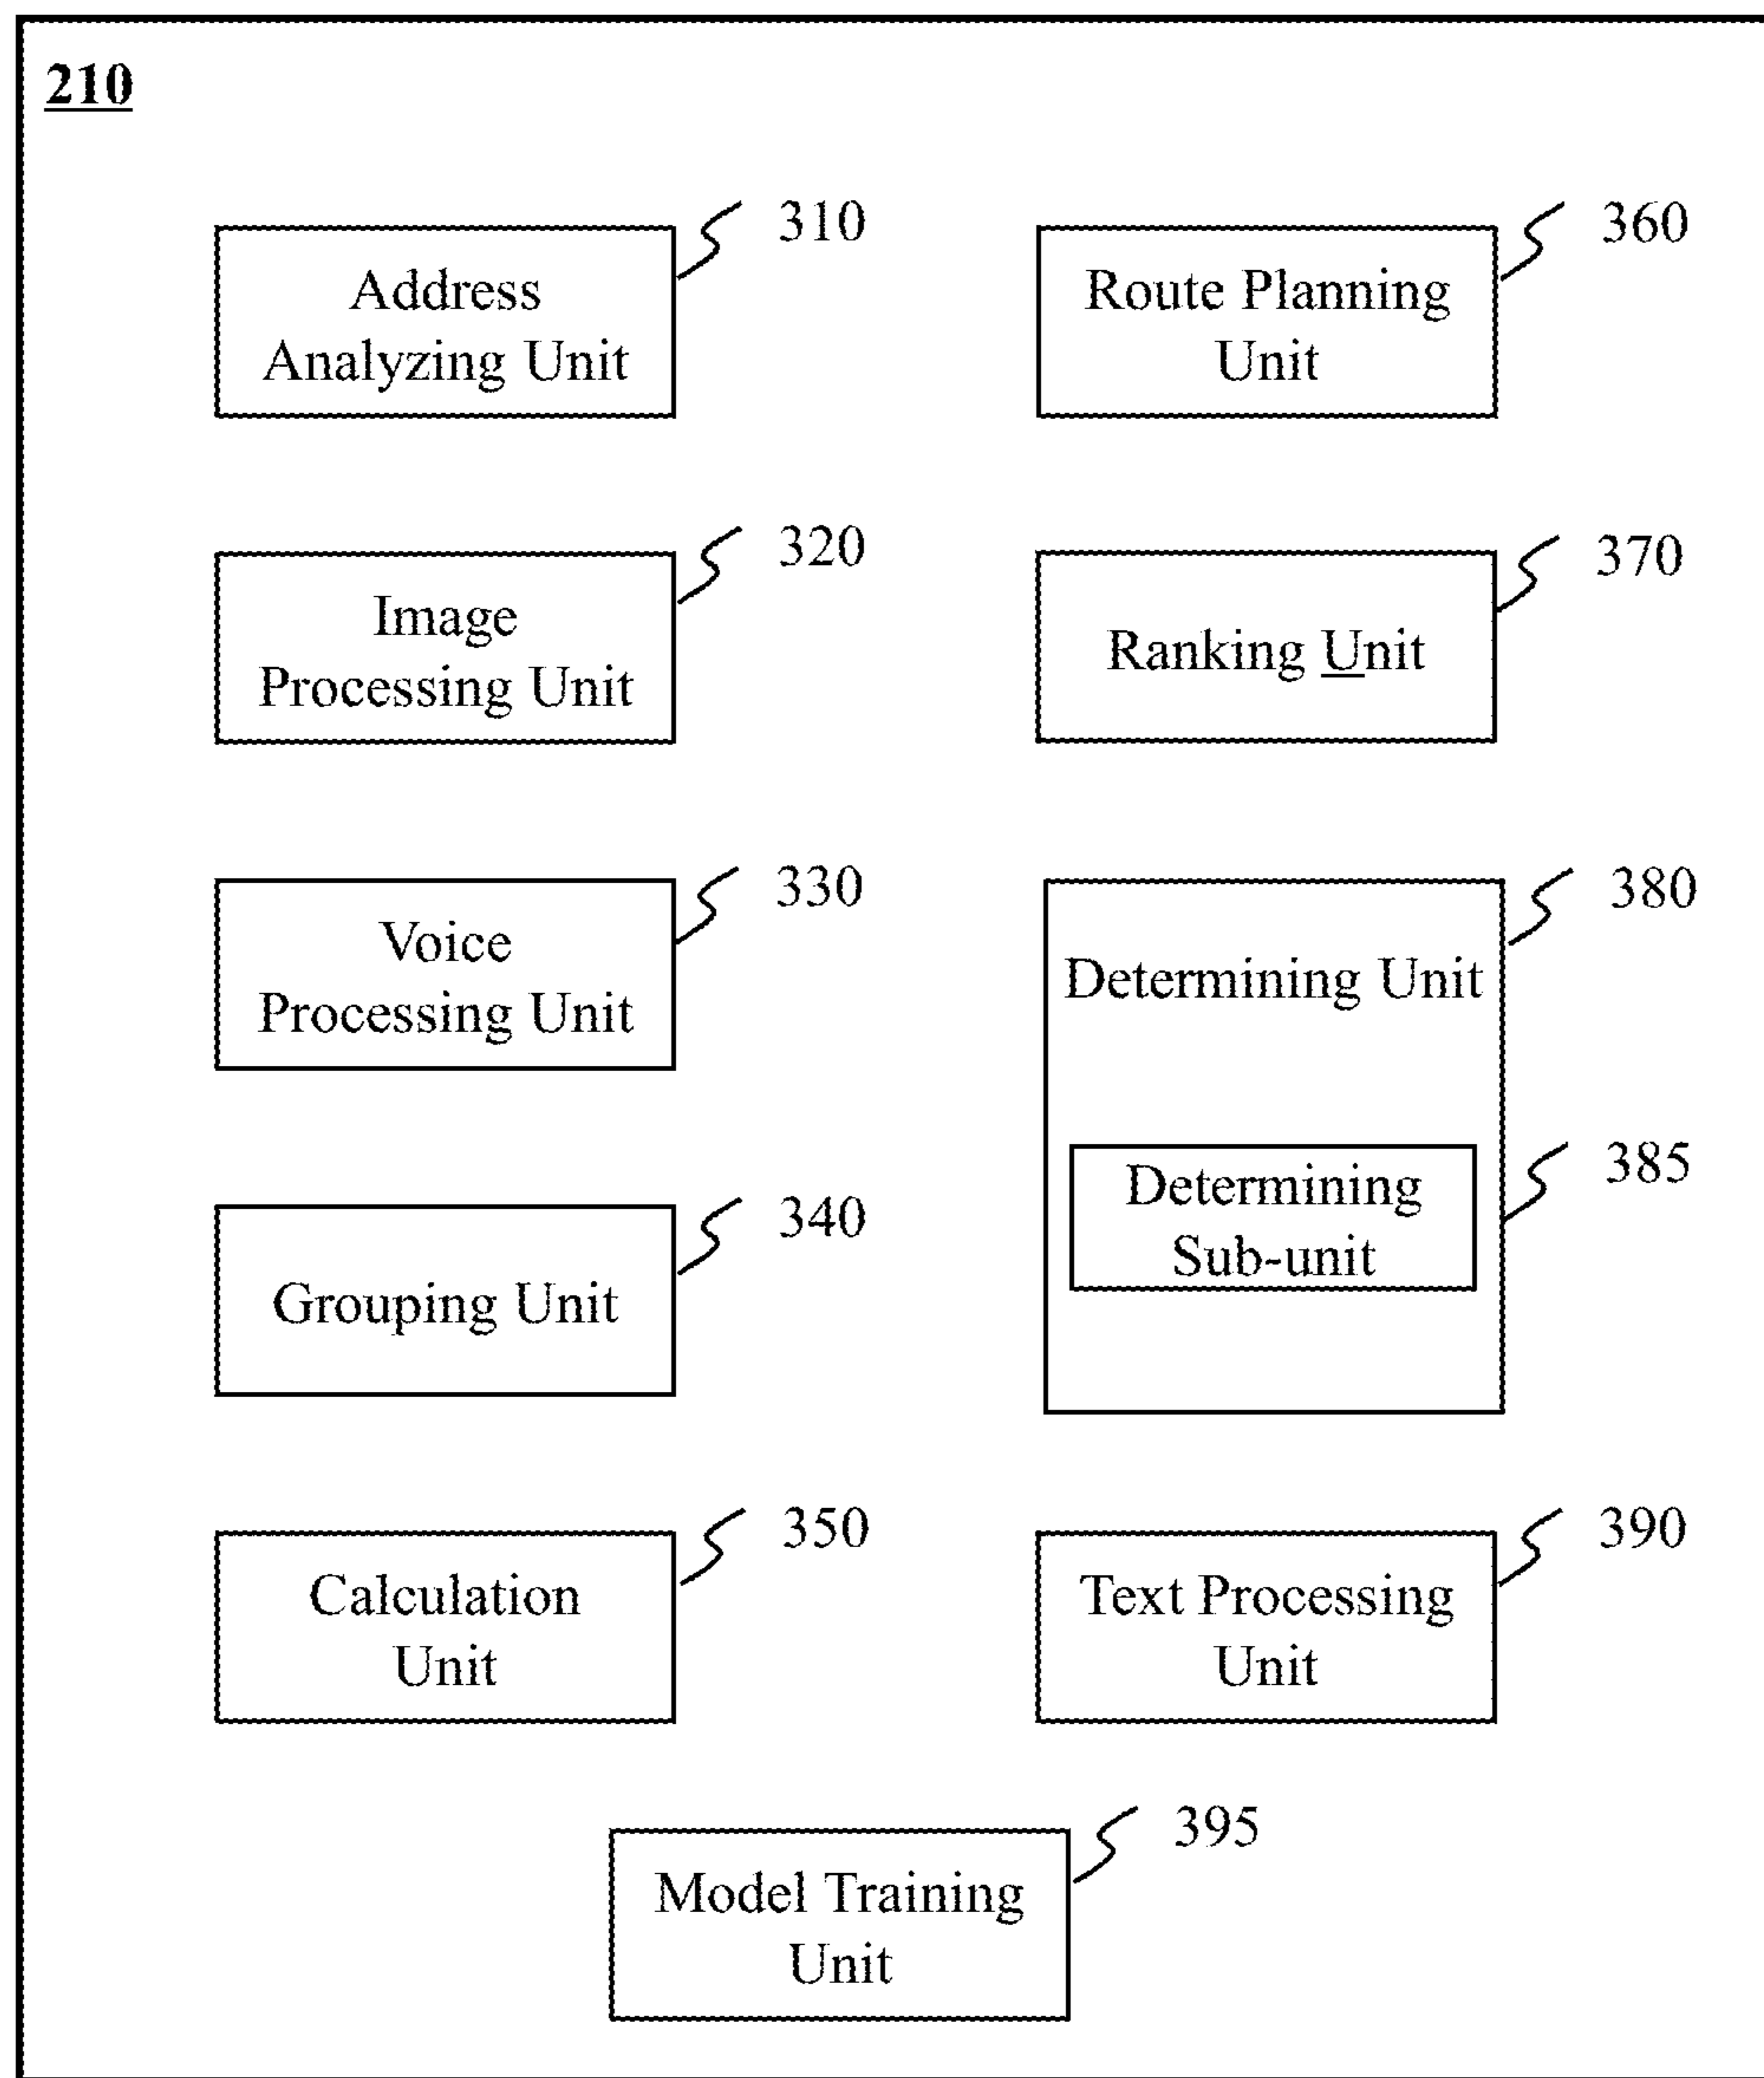 210
310
Address
Analyzing Unit
360
Route Planning
Unit
320
Image
Processing Unit
370
Ranking Unit
330
Voice
Processing Unit
380
Determining Unit
385
Determining
Sub-unit
340
Grouping Unit
350
Calculation
Unit
390
Text Processing
Unit
395
Model Training
Unit